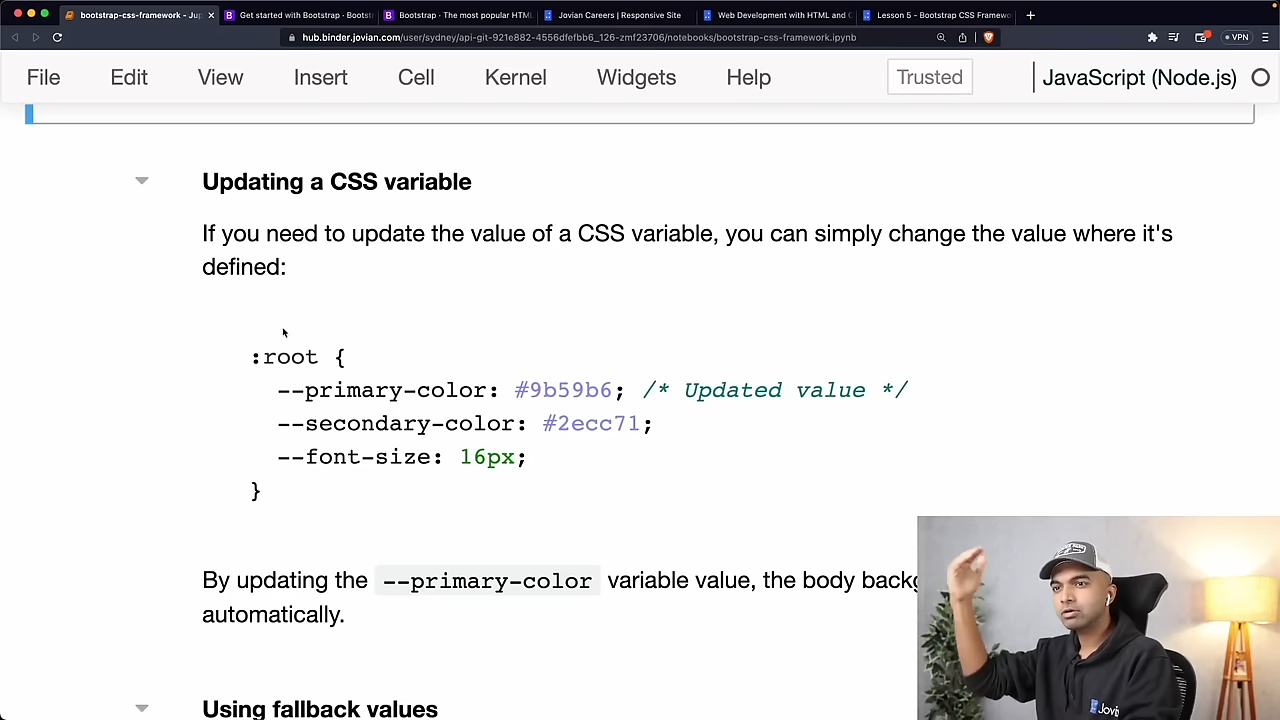 bootstrap-css-framework - Jup
Get started with Bootstrap · Bootst
Bootstrap · The most popular HTM
Jovian Careers | Responsive Site
Web Development with HTML and C
Lesson 5 - Bootstrap CSS Framewo
hub.binder.jovian.com/user/sydney/api-git-921e882-4556dfefbb6_126-zmf23706/notebooks/bootstrap-css-framework.ipynb
VPN
File Edit View Insert Cell Kernel Widgets Help Trusted JavaScript (Node.js)
Updating a CSS variable
If you need to update the value of a CSS variable, you can simply change the value where it's
defined:
:root {
--primary-color: #9b59b6; /* Updated value */
--secondary-color: #2ecc71;
--font-size: 16px;
}
By updating the --primary-color variable value, the body backg
automatically.
Using fallback values
Jovi